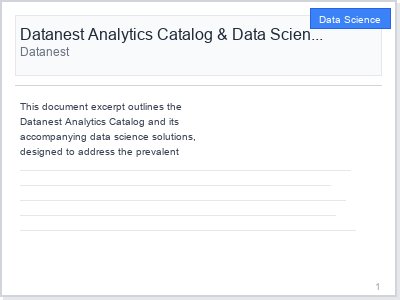 Data Science
Datanest Analytics Catalog & Data Scien...
Datanest
This document excerpt outlines the
Datanest Analytics Catalog and its
accompanying data science solutions,
designed to address the prevalent
1